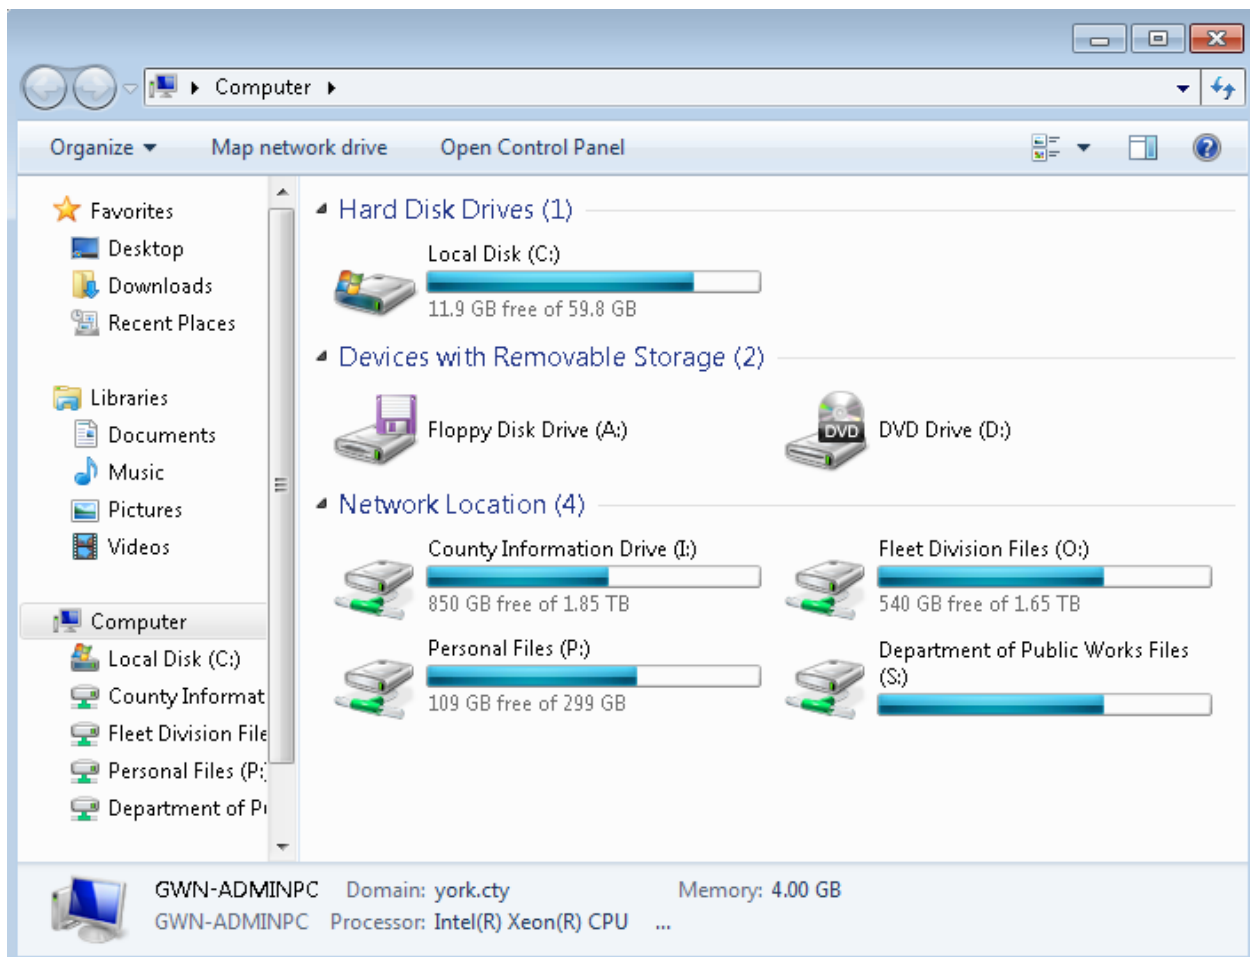 Computer
Organize Map network drive Open Control Panel
Favorites
Desktop
Downloads
Recent Places
Libraries
Documents
Music
Pictures
Videos
Computer
Local Disk (C:)
County Informat
Fleet Division File
Personal Files (P:
Department of P
Hard Disk Drives (1)
Local Disk (C:)
11.9 GB free of 59.8 GB
Devices with Removable Storage (2)
Floppy Disk Drive (A:)
DVD
DVD Drive (D:)
Network Location (4)
County Information Drive (I:)
850 GB free of 1.85 TB
Fleet Division Files (O:)
540 GB free of 1.65 TB
Personal Files (P:)
109 GB free of 299 GB
Department of Public Works Files
(S:)
GWN-ADMINPC Domain: york.cty Memory: 4.00 GB
GWN-ADMINPC Processor: Intel(R) Xeon(R) CPU ...